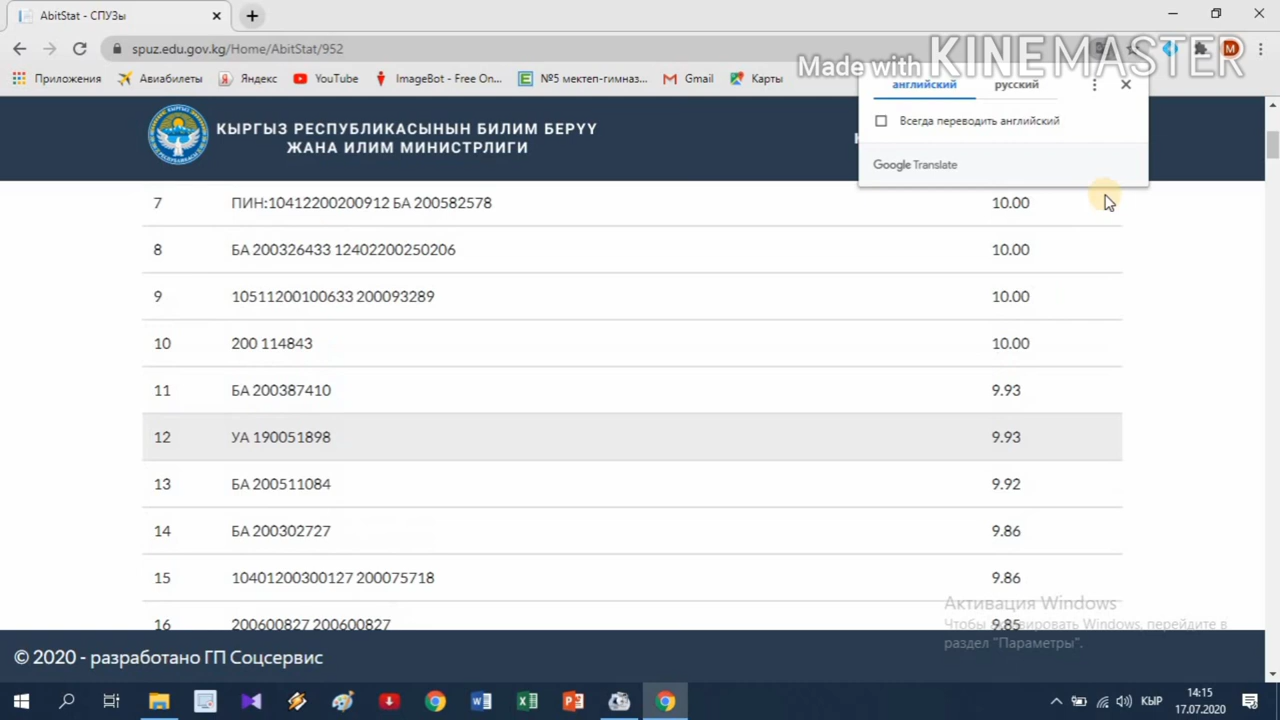 AbitStat - СПУЗы
spuz.edu.gov.kg/Home/AbitStat/952
Made with KINEMASTER
Приложения Авиабилеты Яндекс YouTube ImageBot - Free On... №5 мектеп-гимназ... Gmail Карты
английский русский
Всегда переводить английский
Google Translate
КЫРГЫЗ РЕСПУБЛИКАСЫНЫН БИЛИМ БЕРҮҮ
ЖАНА ИЛИМ МИНИСТРЛИГИ
7 ПИН:10412200200912 БА 200582578 10.00
8 БА 200326433 12402200250206 10.00
9 10511200100633 200093289 10.00
10 200 114843 10.00
11 БА 200387410 9.93
12 УА 190051898 9.93
13 БА 200511084 9.92
14 БА 200302727 9.86
15 10401200300127 200075718 9.86
16 200600827 200600827 9.85
Активация Windows
Чтобы активировать Windows, перейдите в
раздел "Параметры".
© 2020 - разработано ГП Соцсервис
КЫР
14:15
17.07.2020